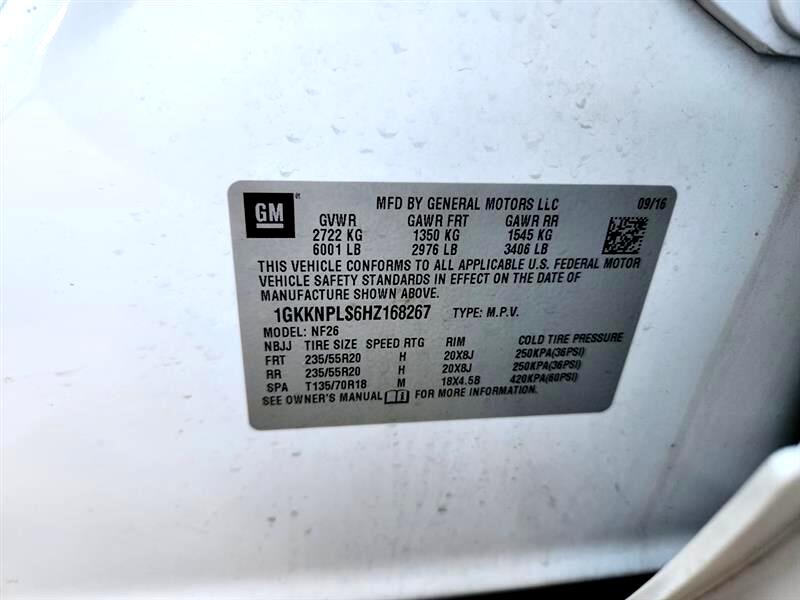 GM
MFD BY GENERAL MOTORS LLC 09/16
GVWR GAWR FRT GAWR RR
2722 KG 1350 KG 1545 KG
6001 LB 2976 LB 3406 LB
THIS VEHICLE CONFORMS TO ALL APPLICABLE U.S. FEDERAL MOTOR
VEHICLE SAFETY STANDARDS IN EFFECT ON THE DATE OF
MANUFACTURE SHOWN ABOVE.
1GKKNPLS6HZ168267 TYPE: M.P.V.
MODEL: NF26
NBJJ TIRE SIZE SPEED RTG RIM COLD TIRE PRESSURE
FRT 235/55R20 H 20X8J 250KPA(36PSI)
RR 235/55R20 H 20X8J 250KPA(36PSI)
SPA T135/70R18 M 18X4.5B 420KPA(60PSI)
SEE OWNER'S MANUAL FOR MORE INFORMATION.